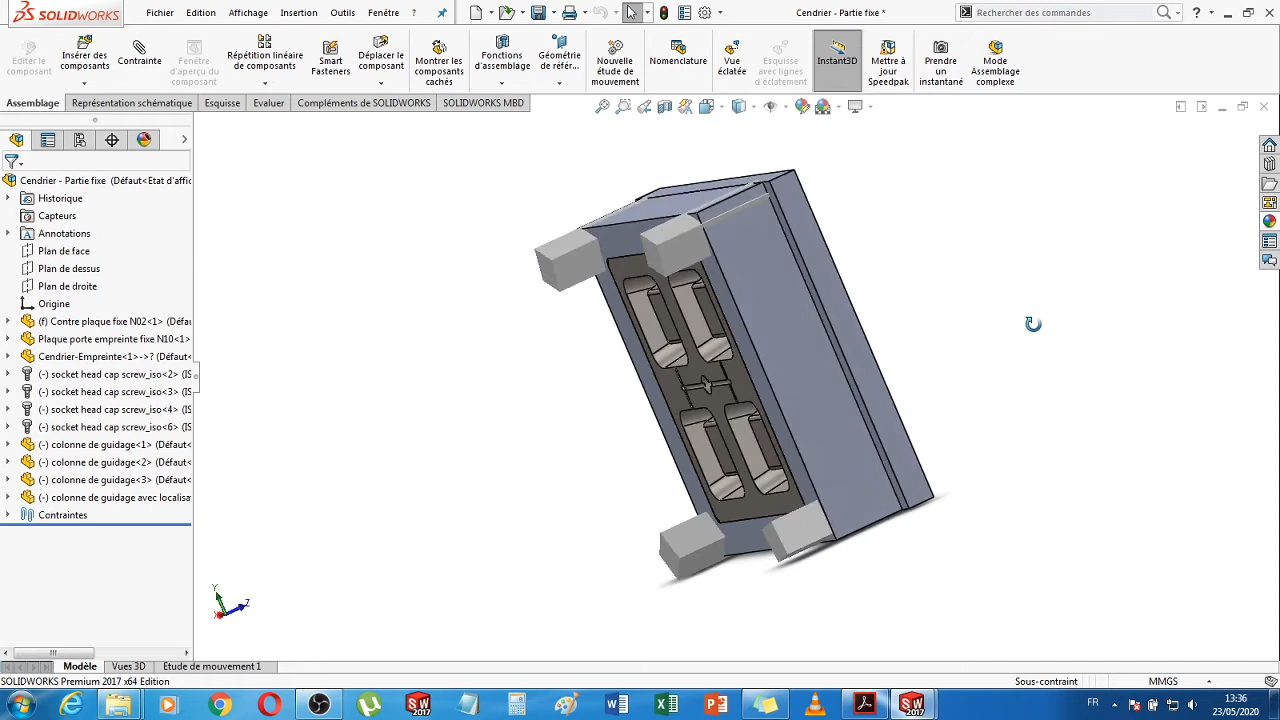 SOLIDWORKS Fichier Edition Affichage Insertion Outils Fenêtre ? Cendrier - Partie fixe * Rechercher des commandes
Editer le composant
Insérer des composants
Contrainte
Fenêtre d'aperçu du composant
Répétition linéaire de composants
Smart Fasteners
Déplacer le composant
Montrer les composants cachés
Fonctions d'assemblage
Géométrie de référ...
Nouvelle étude de mouvement
Nomenclature
Vue éclatée
Esquisse avec lignes d'éclatement
Instant3D
Mettre à jour Speedpak
Prendre un instantané
Mode Assemblage complexe
Assemblage Représentation schématique Esquisse Evaluer Compléments de SOLIDWORKS SOLIDWORKS MBD
Cendrier - Partie fixe (Défaut<Etat d'affic
Historique
Capteurs
Annotations
Plan de face
Plan de dessus
Plan de droite
Origine
(f) Contre plaque fixe N02<1> (Défau
Plaque porte empreinte fixe N10<1>
Cendrier-Empreinte<1>->? (Défaut<
(-) socket head cap screw_iso<2> (IS
(-) socket head cap screw_iso<3> (IS
(-) socket head cap screw_iso<4> (IS
(-) socket head cap screw_iso<6> (IS
(-) colonne de guidage<1> (Défaut<
(-) colonne de guidage<2> (Défaut<
(-) colonne de guidage<3> (Défaut<
(-) colonne de guidage avec localisa
Contraintes
Y
Z
X
Modèle Vues 3D Etude de mouvement 1
SOLIDWORKS Premium 2017 x64 Edition Sous-contraint MMGS
SW 2017 SW 2017 FR 13:36
23/05/2020